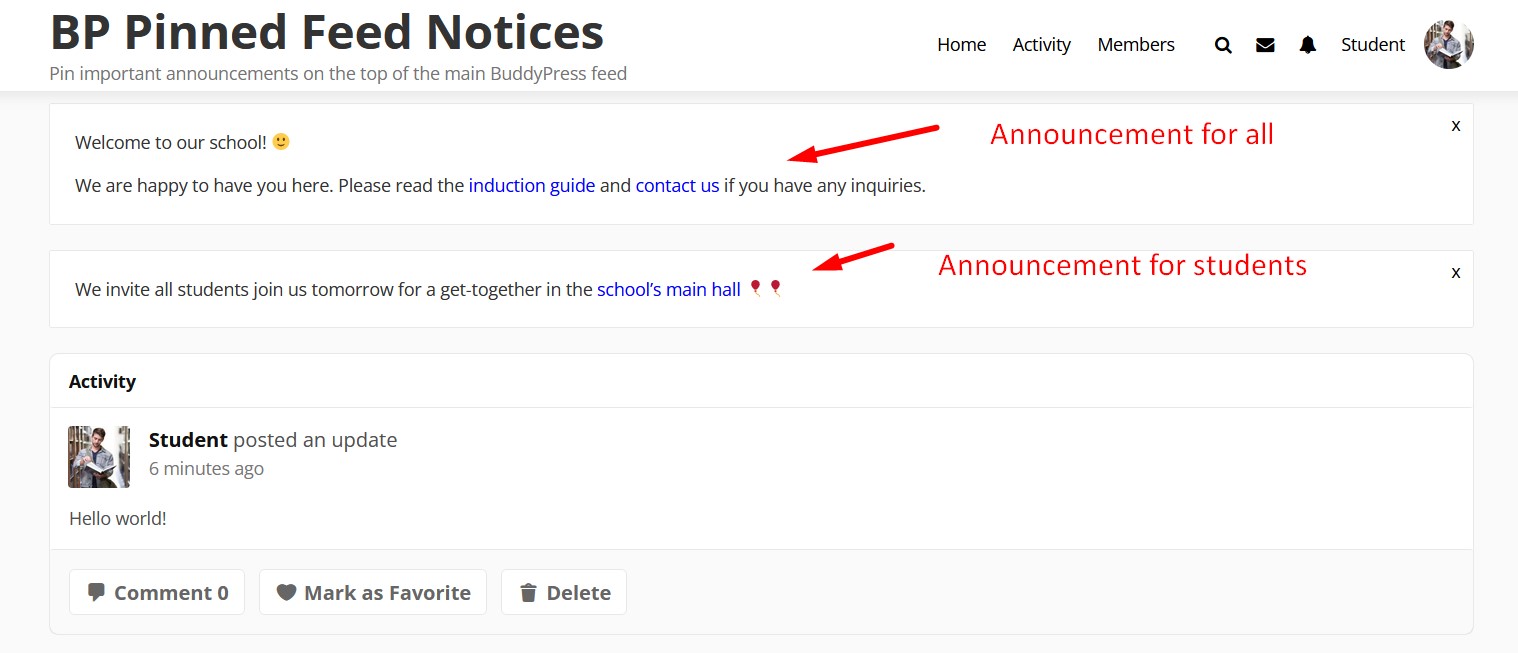 BP Pinned Feed Notices
Pin important announcements on the top of the main BuddyPress feed
Home Activity Members Student
Welcome to our school! 🙂
x
Announcement for all
We are happy to have you here. Please read the induction guide and contact us if you have any inquiries.
Announcement for students
x
We invite all students join us tomorrow for a get-together in the school’s main hall 🎈🎈
Activity
Student posted an update
6 minutes ago
Hello world!
Comment 0 Mark as Favorite Delete